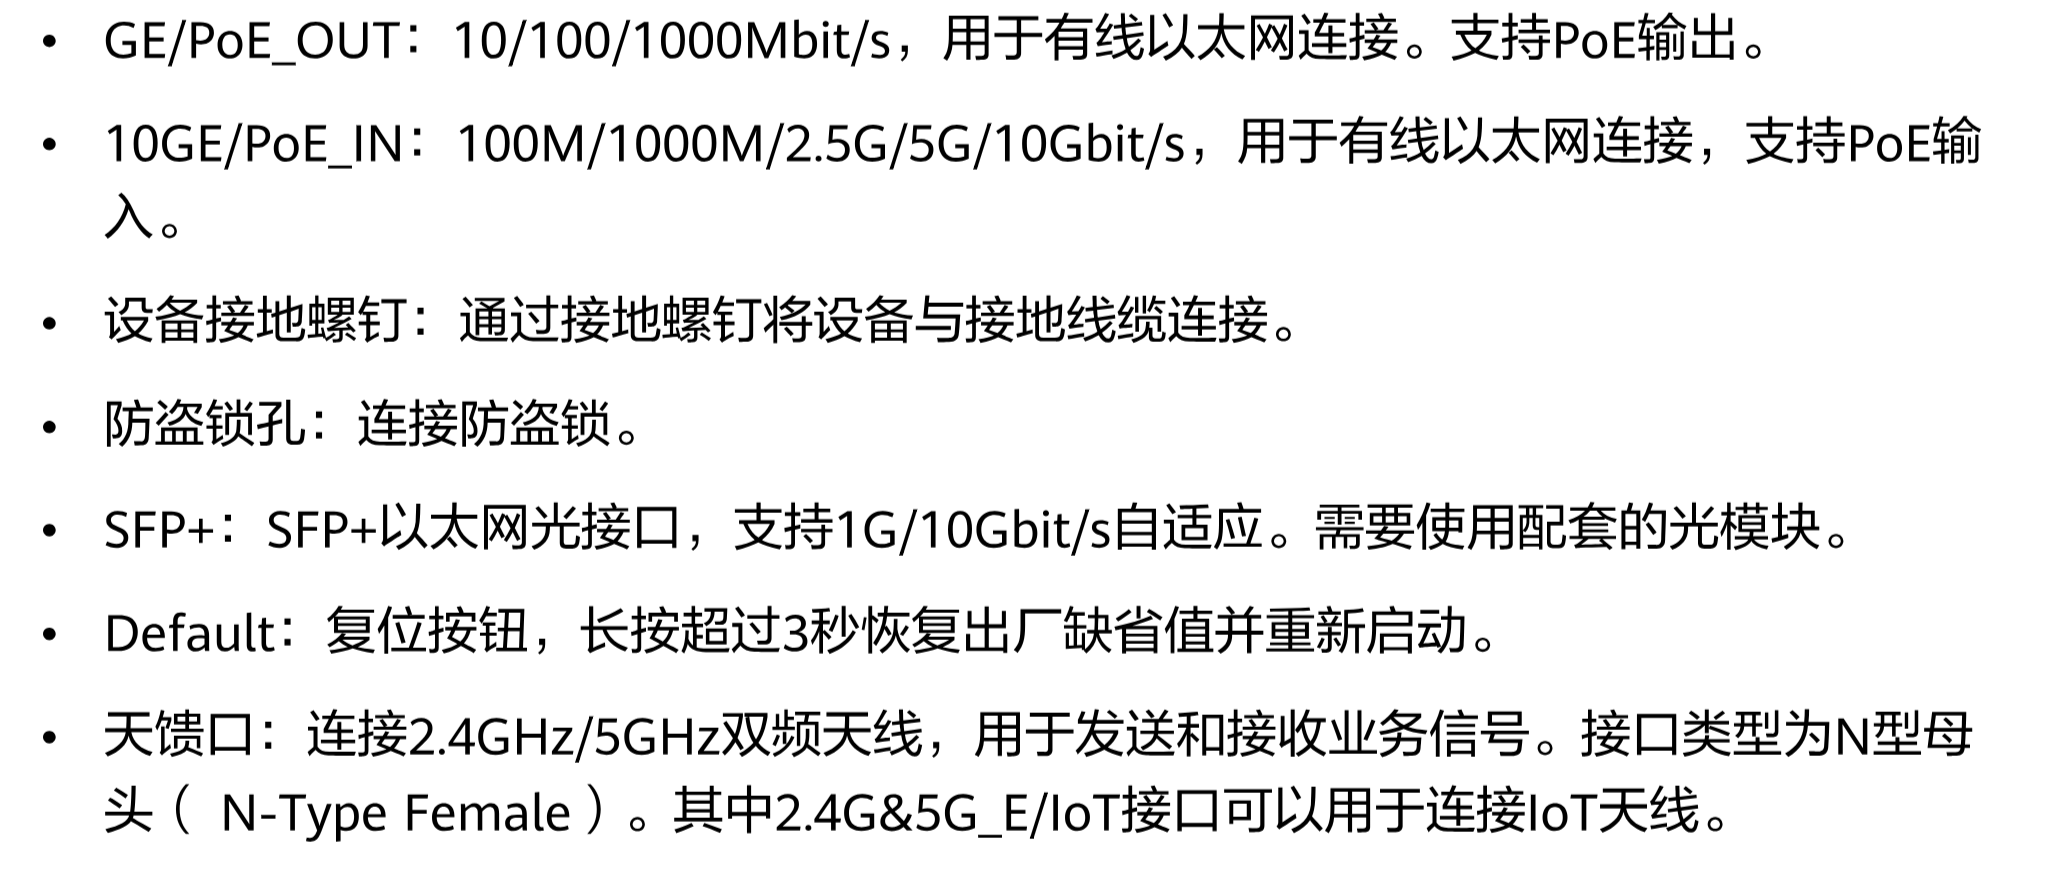 • GE/PoE_OUT：10/100/1000Mbit/s，用于有线以太网连接。支持PoE输出。
• 10GE/PoE_IN：100M/1000M/2.5G/5G/10Gbit/s，用于有线以太网连接，支持PoE输
入。
• 设备接地螺钉：通过接地螺钉将设备与接地线缆连接。
• 防盗锁孔：连接防盗锁。
• SFP+：SFP+以太网光接口，支持1G/10Gbit/s自适应。需要使用配套的光模块。
• Default：复位按钮，长按超过3秒恢复出厂缺省值并重新启动。
• 天馈口：连接2.4GHz/5GHz双频天线，用于发送和接收业务信号。接口类型为N型母
头（ N-Type Female）。其中2.4G&5G_E/IoT接口可以用于连接IoT天线。